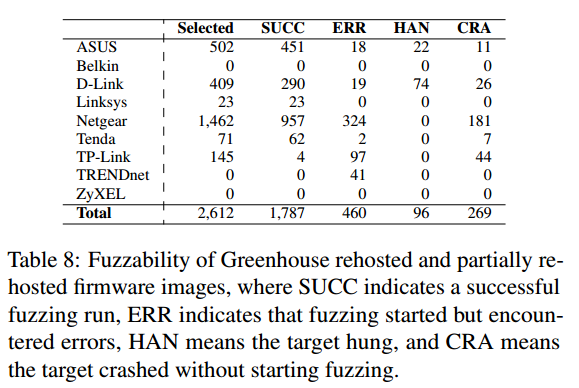 Selected SUCC ERR HAN CRA
ASUS 502 451 18 22 11
Belkin 0 0 0 0 0
D-Link 409 290 19 74 26
Linksys 23 23 0 0 0
Netgear 1,462 957 324 0 181
Tenda 71 62 2 0 7
TP-Link 145 4 97 0 44
TRENDnet 0 0 41 0 0
ZyXEL 0 0 0 0 0
Total 2,612 1,787 460 96 269
Table 8: Fuzzability of Greenhouse rehosted and partially re-
hosted firmware images, where SUCC indicates a successful
fuzzing run, ERR indicates that fuzzing started but encoun-
tered errors, HAN means the target hung, and CRA means
the target crashed without starting fuzzing.